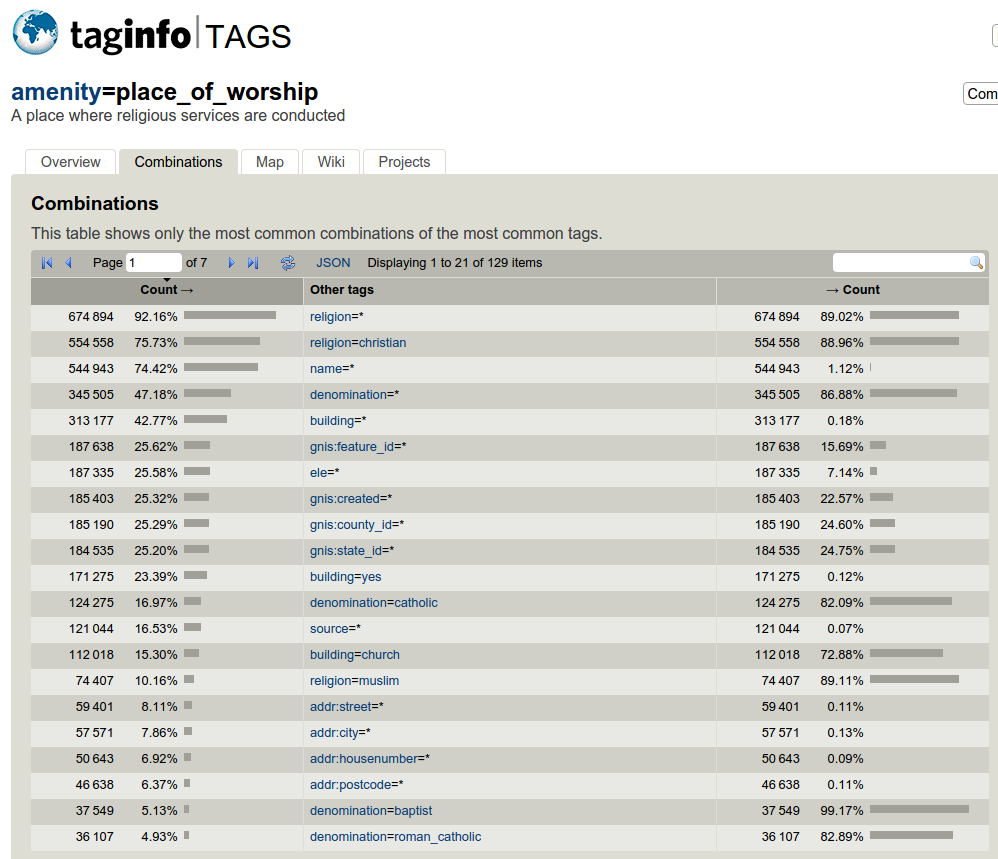 taginfo|TAGS
amenity=place_of_worship
Com
A place where religious services are conducted
Overview Combinations Map Wiki Projects
Combinations
This table shows only the most common combinations of the most common tags.
Page 1 of 7 JSON Displaying 1 to 21 of 129 items
Count → Other tags → Count
674 894 92.16% religion=* 674 894 89.02%
554 558 75.73% religion=christian 554 558 88.96%
544 943 74.42% name=* 544 943 1.12%
345 505 47.18% denomination=* 345 505 86.88%
313 177 42.77% building=* 313 177 0.18%
187 638 25.62% gnis:feature_id=* 187 638 15.69%
187 335 25.58% ele=* 187 335 7.14%
185 403 25.32% gnis:created=* 185 403 22.57%
185 190 25.29% gnis:county_id=* 185 190 24.60%
184 535 25.20% gnis:state_id=* 184 535 24.75%
171 275 23.39% building=yes 171 275 0.12%
124 275 16.97% denomination=catholic 124 275 82.09%
121 044 16.53% source=* 121 044 0.07%
112 018 15.30% building=church 112 018 72.88%
74 407 10.16% religion=muslim 74 407 89.11%
59 401 8.11% addr:street=* 59 401 0.11%
57 571 7.86% addr:city=* 57 571 0.13%
50 643 6.92% addr:housenumber=* 50 643 0.09%
46 638 6.37% addr:postcode=* 46 638 0.11%
37 549 5.13% denomination=baptist 37 549 99.17%
36 107 4.93% denomination=roman_catholic 36 107 82.89%